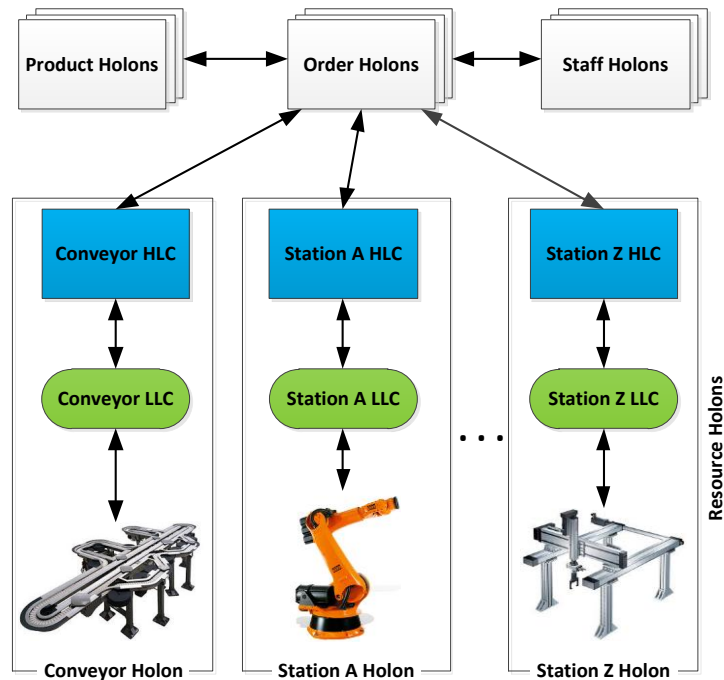 Product Holons
Order Holons
Staff Holons
Conveyor HLC
Station A HLC
Station Z HLC
Conveyor LLC
Station A LLC
Station Z LLC
. . .
Resource Holons
Conveyor Holon
Station A Holon
Station Z Holon